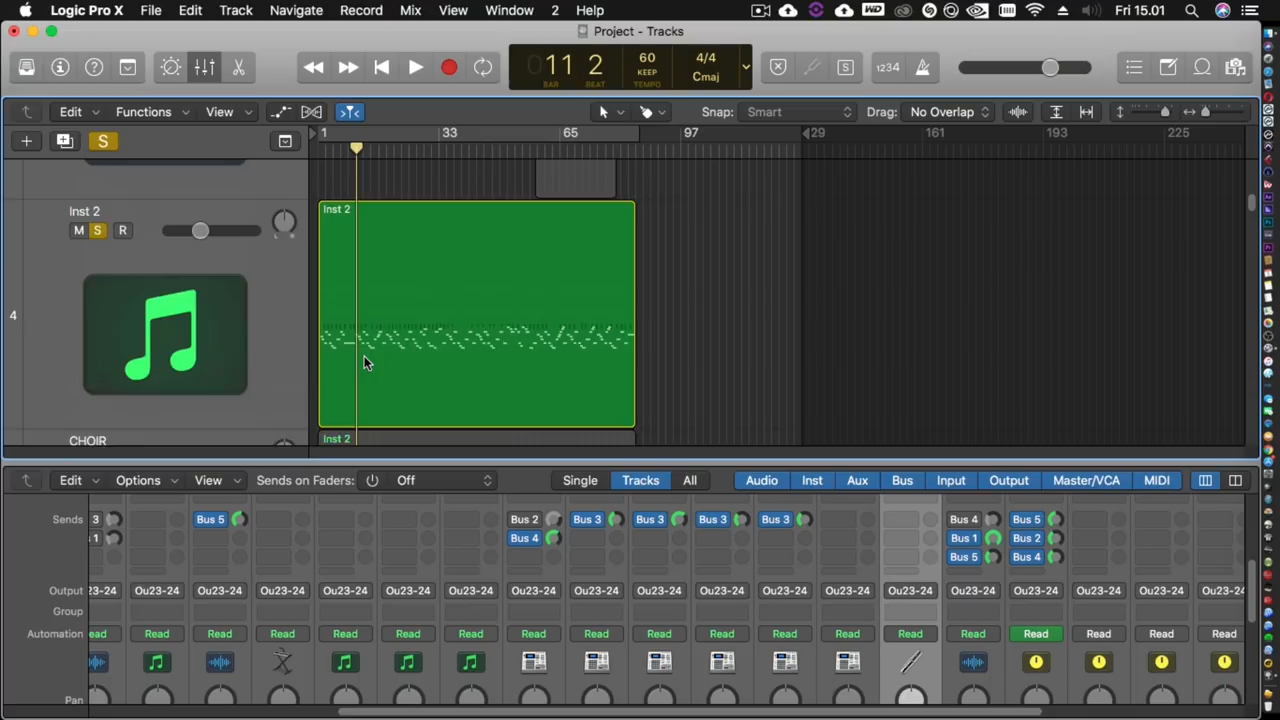 Logic Pro X File Edit Track Navigate Record Mix View Window 2 Help Fri 15.01
Project - Tracks
11 2 60 4/4
BAR BEAT KEEP Cmaj
1234
Edit Functions View Snap: Smart Drag: No Overlap
S 1 33 65 97 29 161 193 225
Inst 2 Inst 2
M S R
4
CHOIR Inst 2
Edit Options View Sends on Faders: Off Single Tracks All Audio Inst Aux Bus Input Output Master/VCA MIDI
Sends 3 Bus 5 Bus 2 Bus 3 Bus 3 Bus 3 Bus 3 Bus 4 Bus 5
s 1 Bus 4 Bus 1 Bus 2
Bus 5 Bus 4
Output 23-24 Ou23-24 Ou23-24 Ou23-24 Ou23-24 Ou23-24 Ou23-24 Ou23-24 Ou23-24 Ou23-24 Ou23-24 Ou23-24 Ou23-24 Ou23-24 Ou23-24 Ou23-24 Ou23-24 Ou23-24 Ou23-24
Group
Automation ead Read Read Read Read Read Read Read Read Read Read Read Read Read Read Read Read Read Read
Pan